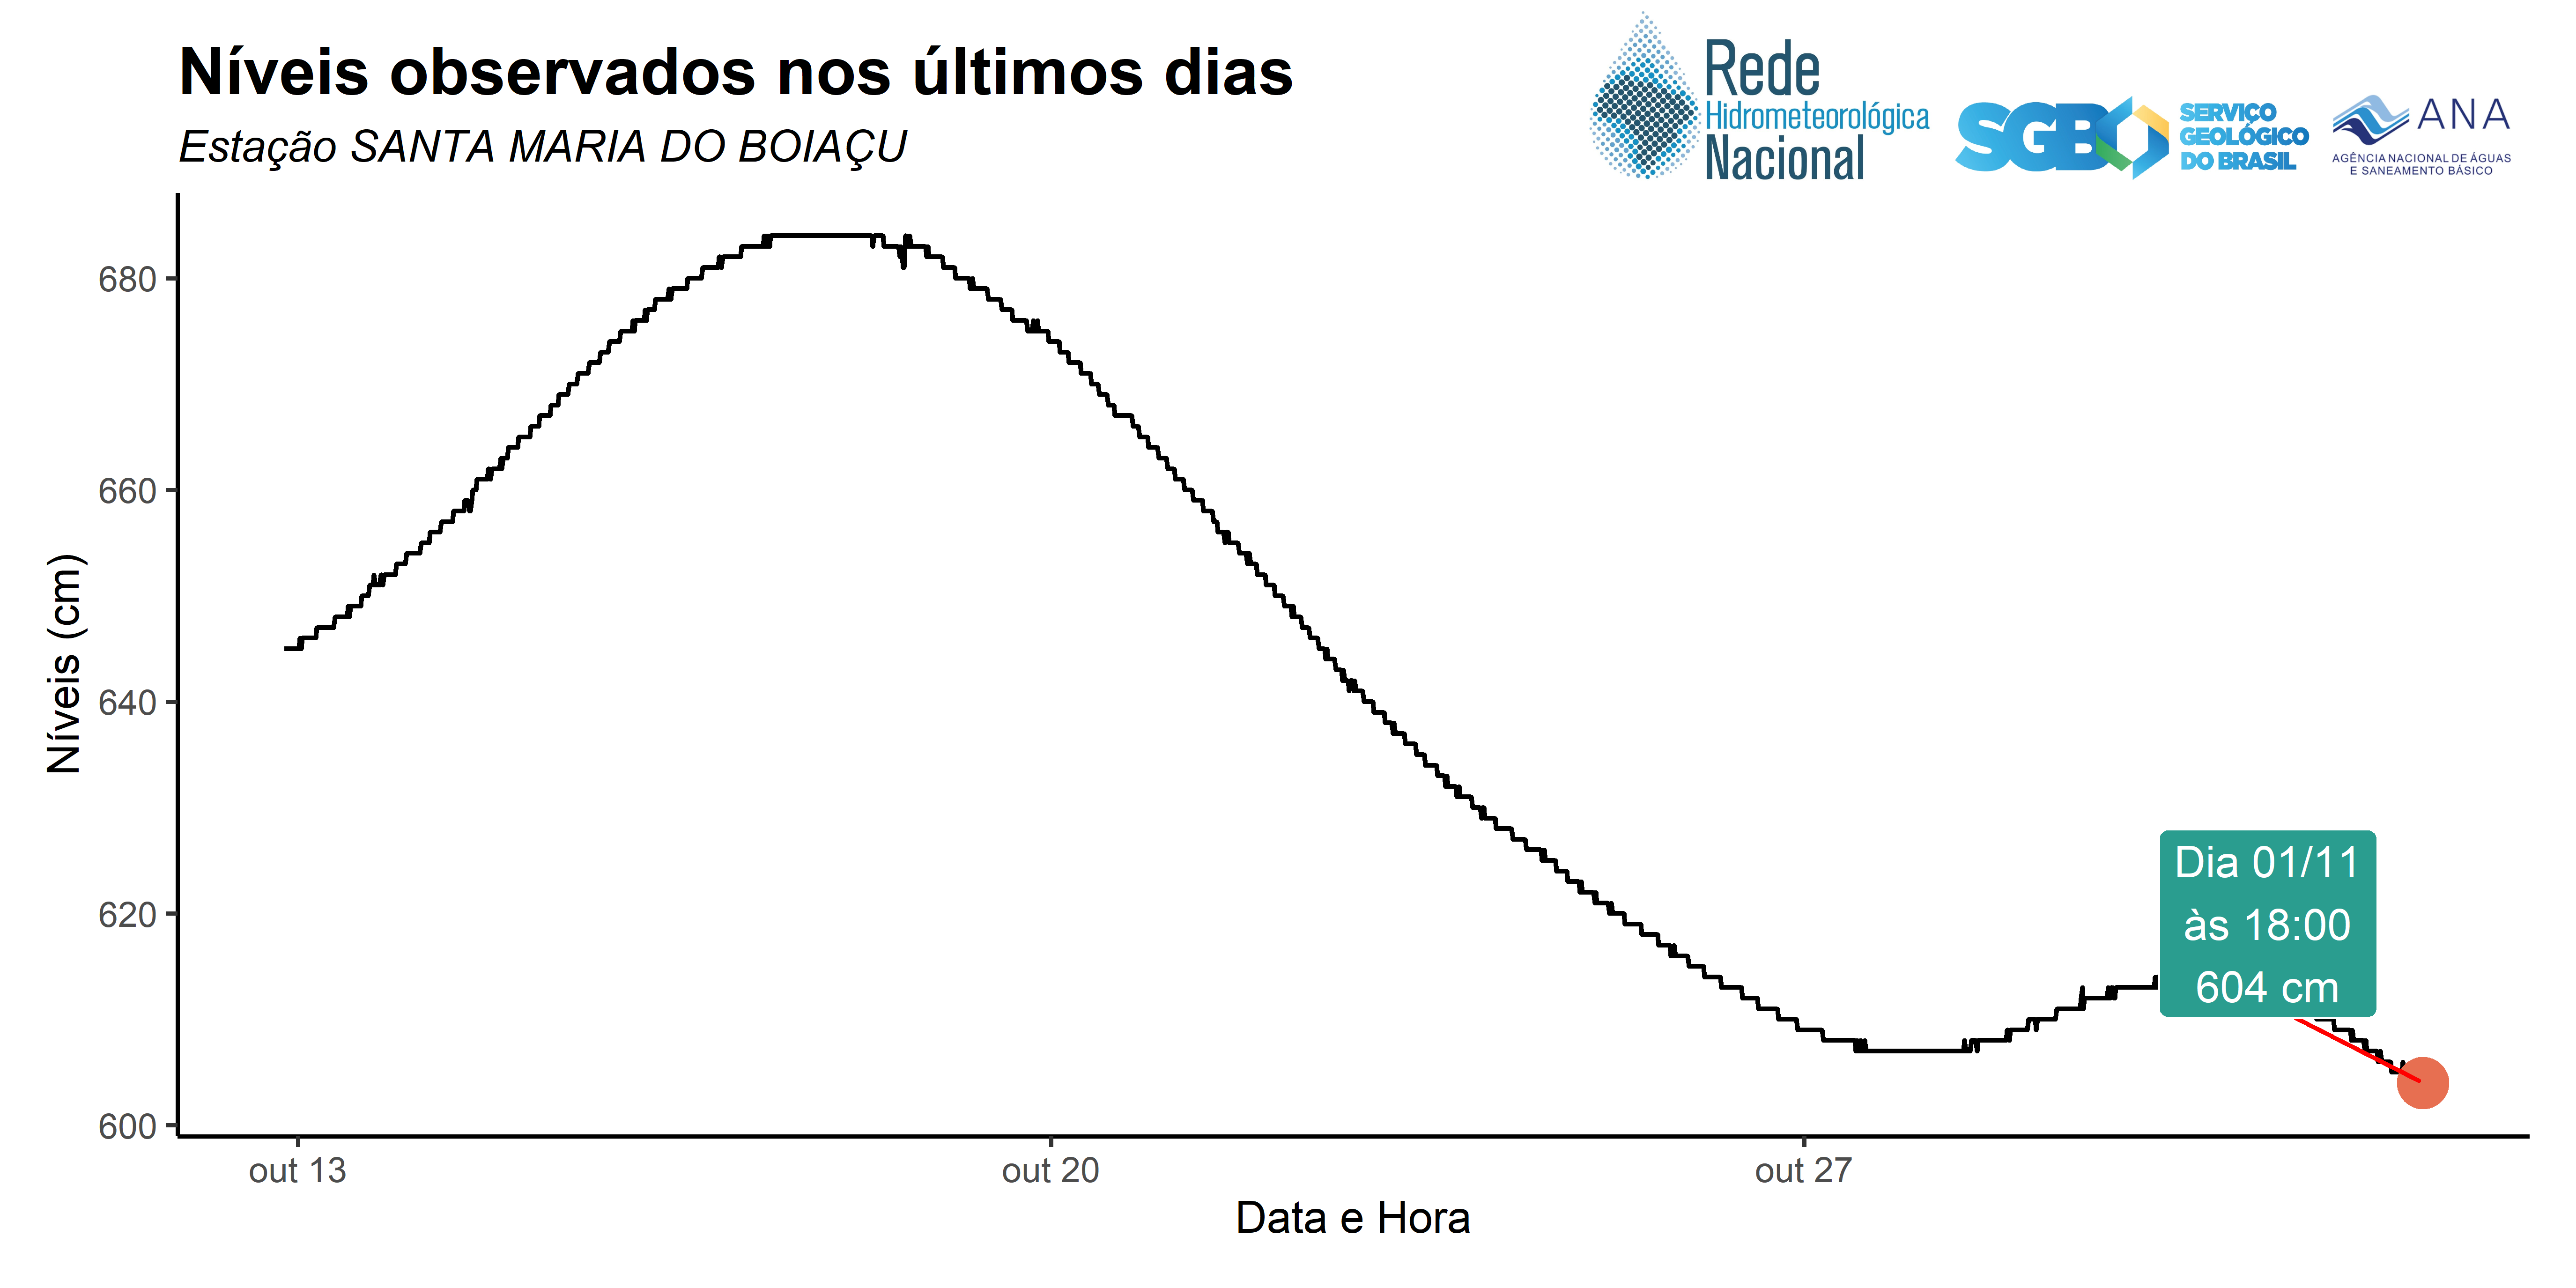 Níveis observados nos últimos dias
Estação SANTA MARIA DO BOIAÇU
Rede
Hidrometeorológica
Nacional
SGB
SERVIÇO
GEOLÓGICO
DO BRASIL
ANA
AGÊNCIA NACIONAL DE ÁGUAS
E SANEAMENTO BÁSICO
Níveis (cm)
680
660
640
620
600
Dia 01/11
às 18:00
604 cm
out 13
out 20
out 27
Data e Hora